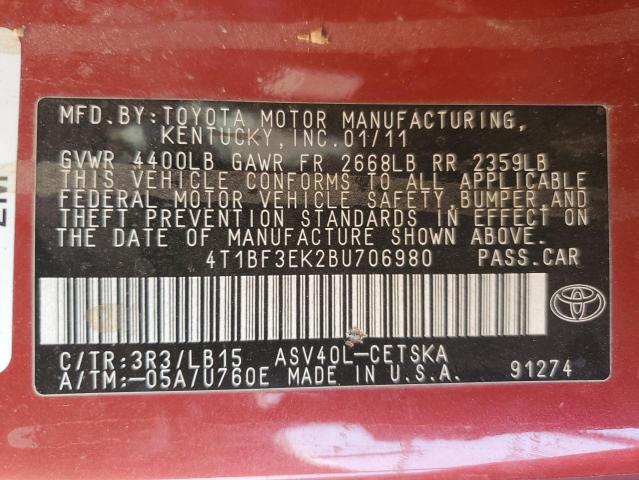 MFD.BY:TOYOTA MOTOR MANUFACTURING,
KENTUCKY,INC.01/11
GVWR 4400LB GAWR FR 2668LB RR 2359LB
THIS VEHICLE CONFORMS TO ALL APPLICABLE
FEDERAL MOTOR VEHICLE SAFETY,BUMPER,AND
THEFT PREVENTION STANDARDS IN EFFECT ON
THE DATE OF MANUFACTURE SHOWN ABOVE.
4T1BF3EK2BU706980 PASS.CAR
C/TR:3R3/LB15 ASV40L-CETSKA
A/TM:-05A/U760E MADE IN U.S.A. 91274